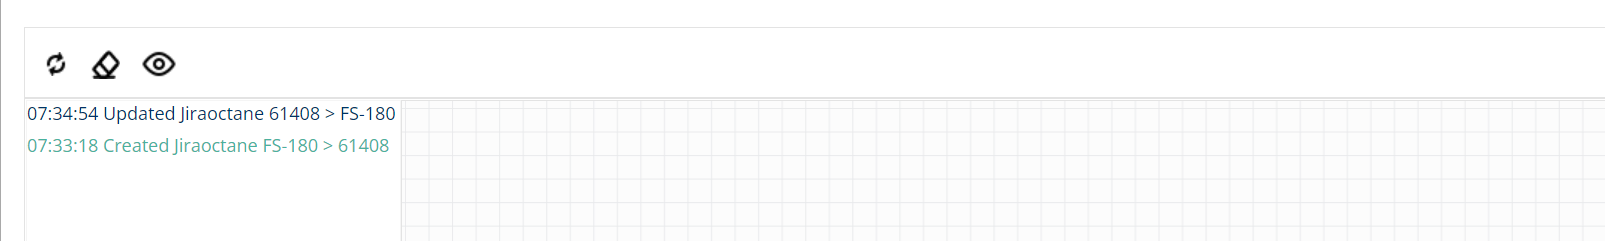 07:34:54 Updated Jiraoctane 61408 > FS-180
07:33:18 Created Jiraoctane FS-180 > 61408